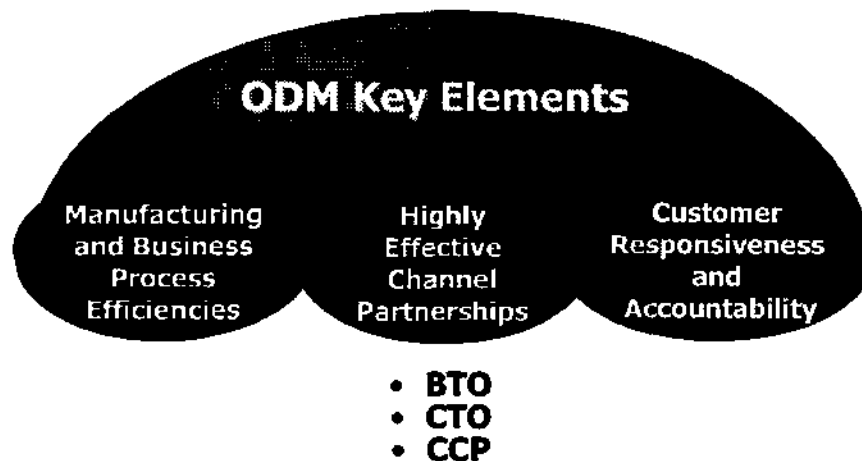 ODM Key Elements
Manufacturing
and Business
Process
Efficiencies
Highly
Effective
Channel
Partnerships
Customer
Responsiveness
and
Accountability
• BTO
• CTO
• CCP